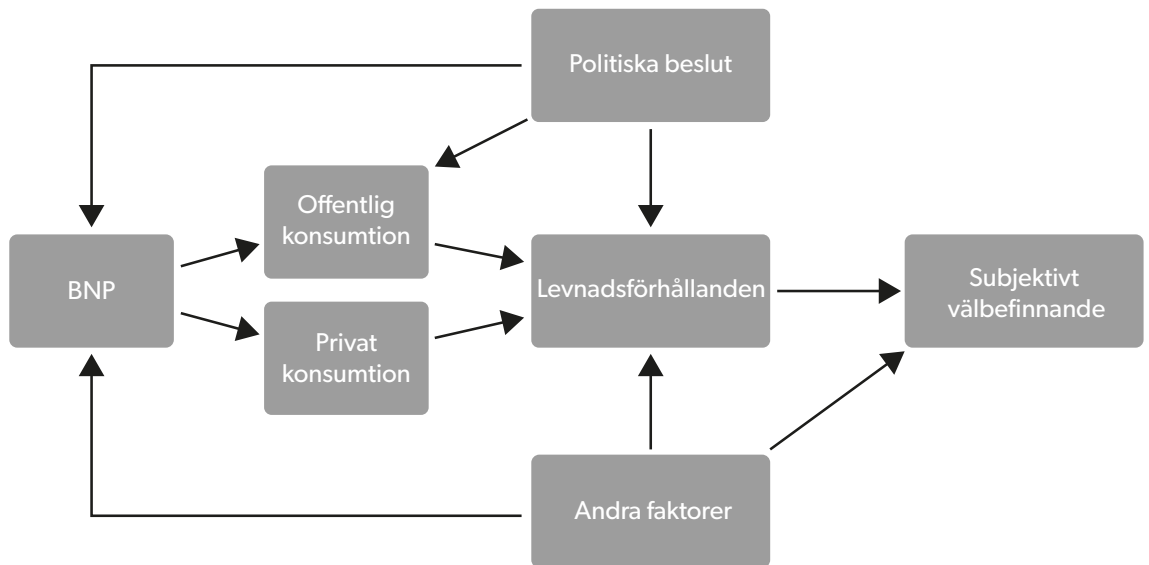 Politiska beslut
Offentlig
konsumtion
BNP
Levnadsförhållanden
Subjektivt
välbefinnande
Privat
konsumtion
Andra faktorer